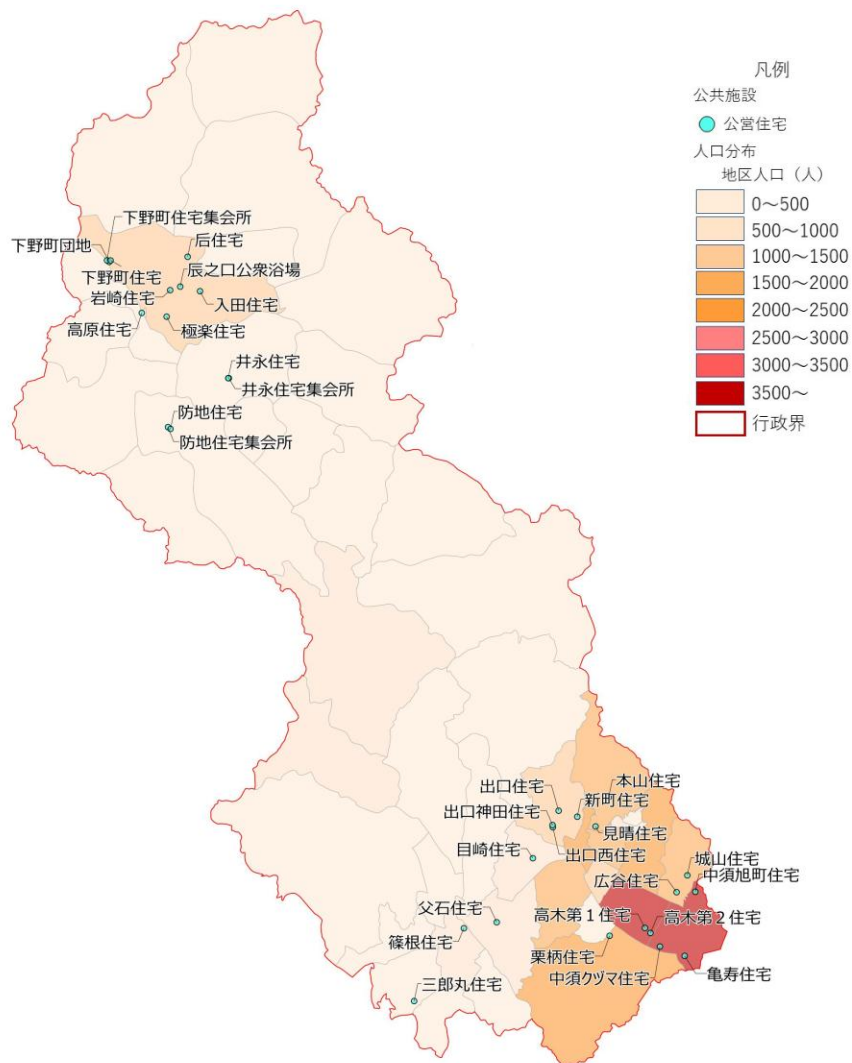 凡例
公共施設
公営住宅
人口分布
地区人口（人）
0～500
500～1000
1000～1500
1500～2000
2000～2500
2500～3000
3000～3500
3500～
行政界
下野町住宅集会所
下野町団地
后住宅
下野町住宅
辰之口公衆浴場
岩崎住宅
入田住宅
高原住宅
極楽住宅
井永住宅
井永住宅集会所
防地住宅
防地住宅集会所
出口住宅
本山住宅
新町住宅
出口神田住宅
見晴住宅
目崎住宅
出口西住宅
城山住宅
広谷住宅
中須旭町住宅
父石住宅
高木第１住宅
高木第２住宅
篠根住宅
栗柄住宅
中須クヅマ住宅
亀寿住宅
三郎丸住宅